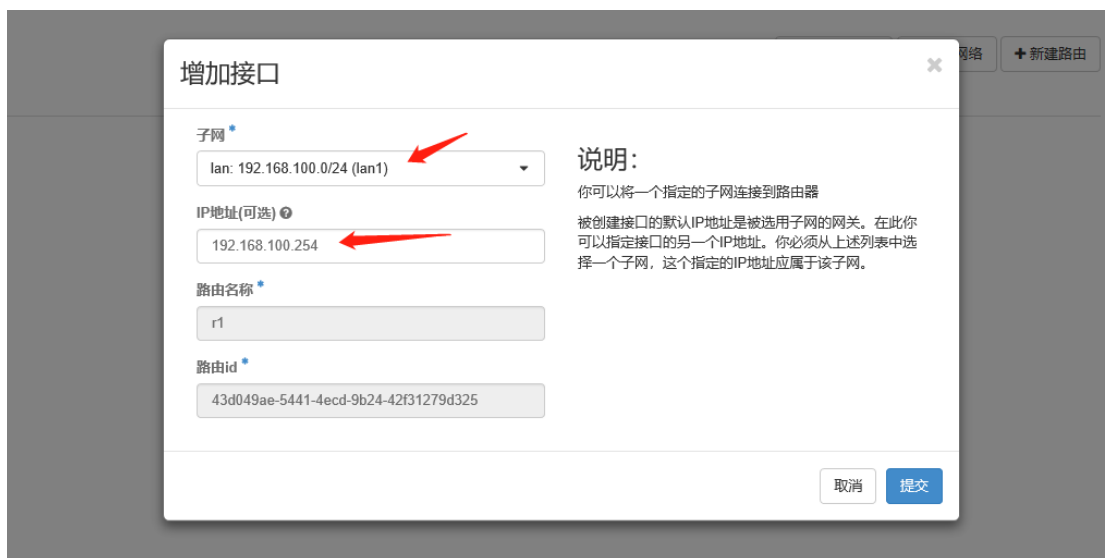 网络
+ 新建路由
增加接口
×
子网 *
lan: 192.168.100.0/24 (lan1)
IP地址(可选)
192.168.100.254
路由名称 *
r1
路由id *
43d049ae-5441-4ecd-9b24-42f31279d325
说明：
你可以将一个指定的子网连接到路由器
被创建接口的默认IP地址是被选用子网的网关。在此你
可以指定接口的另一个IP地址。你必须从上述列表中选
择一个子网，这个指定的IP地址应属于该子网。
取消
提交